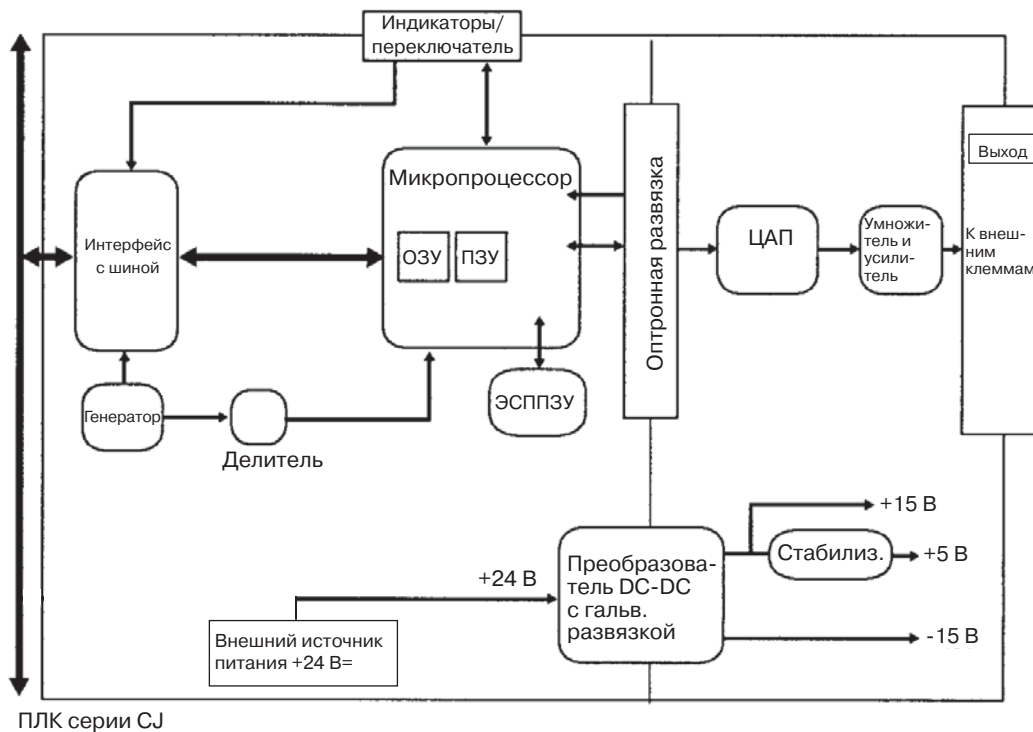 Индикаторы/
переключатель
Выход
Микропроцессор
ОЗУ
ПЗУ
Интерфейс
с шиной
Оптронная развязка
ЦАП
Умножи-
тель и
усили-
тель
К внеш-
ним
клеммам
Генератор
Делитель
ЭСППЗУ
+15 В
Стабилиз.
+5 В
Преобразова-
тель DC-DC
с гальв.
развязкой
+24 В
-15 В
Внешний источник
питания +24 В=
ПЛК серии CJ